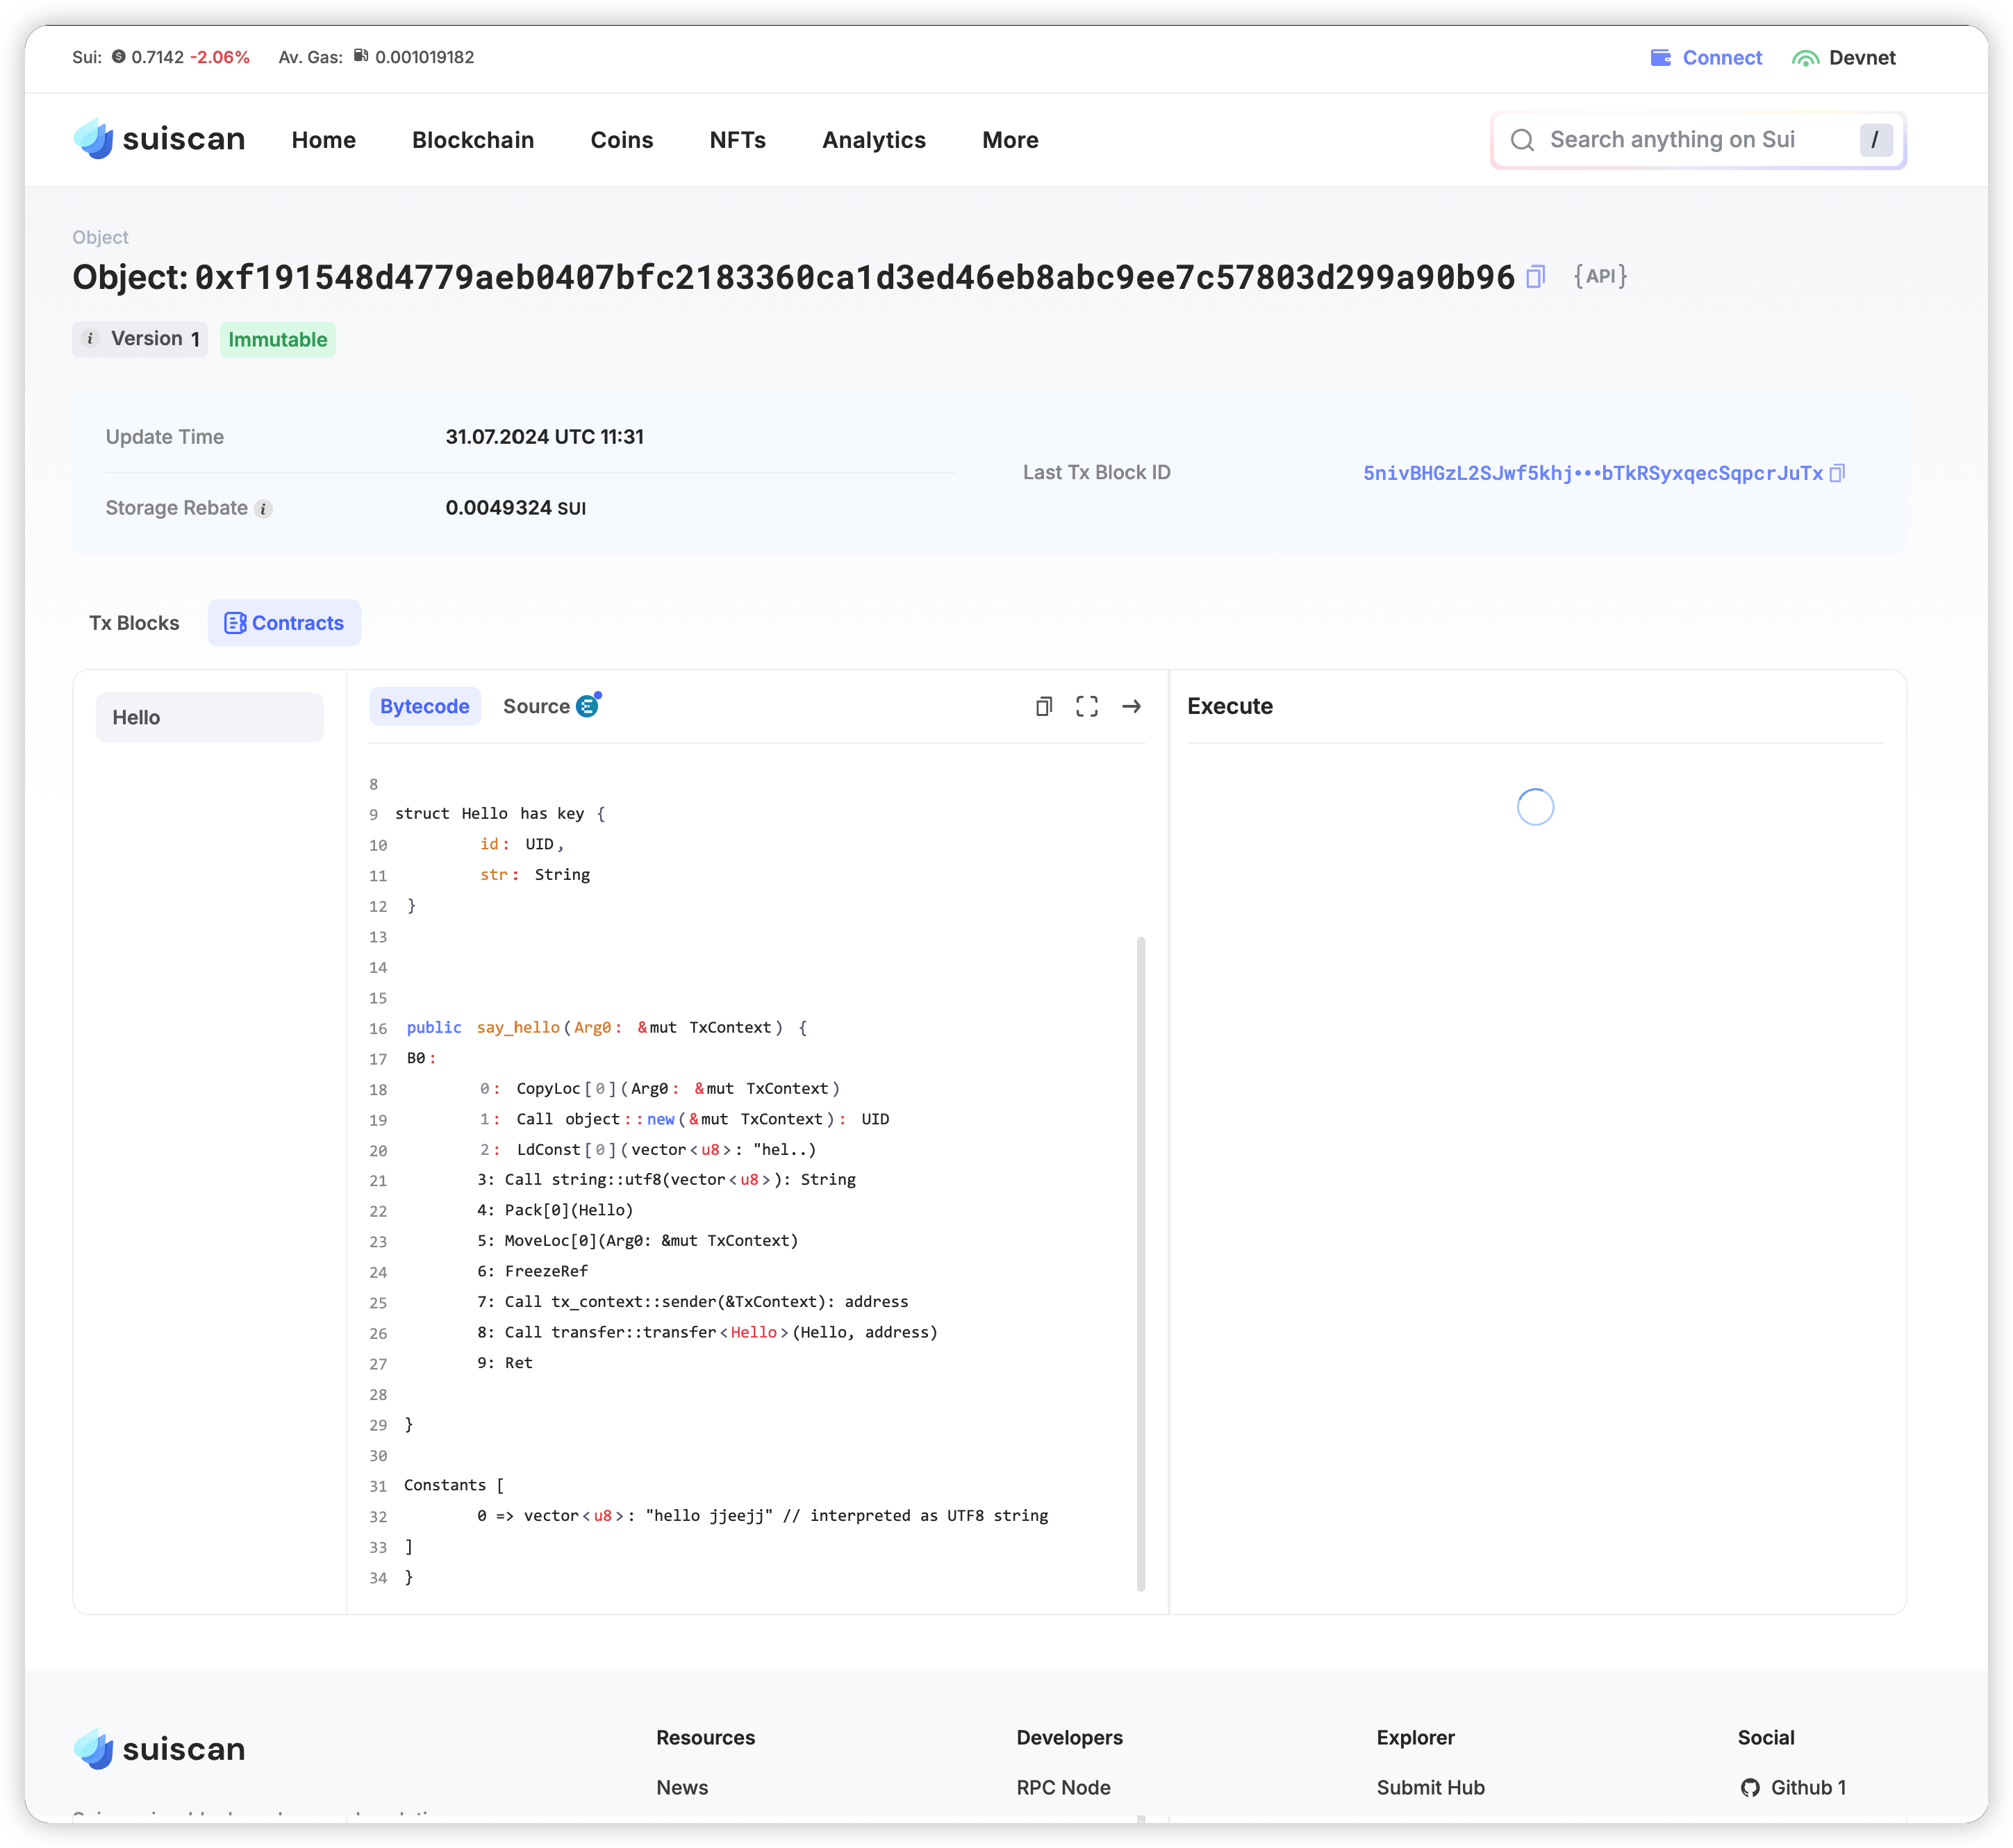 Sui: 0.7142 -2.06% Av. Gas: 0.001019182 Connect Devnet
suiscan Home Blockchain Coins NFTs Analytics More Search anything on Sui /
Object
Object: 0xf191548d4779aeb0407bfc2183360ca1d3ed46eb8abc9ee7c57803d299a90b96 {API}
i Version 1 Immutable
Update Time 31.07.2024 UTC 11:31
Last Tx Block ID 5nivBHGzL2SJwf5khj•••bTkRSyxqecSqpcrJuTx
Storage Rebate i 0.0049324 SUI
Tx Blocks Contracts
Hello
Bytecode Source
Execute
8
9 struct Hello has key {
10 id: UID,
11 str: String
12 }
13
14
15
16 public say_hello(Arg0: &mut TxContext) {
17 B0:
18 0: CopyLoc[0](Arg0: &mut TxContext)
19 1: Call object::new(&mut TxContext): UID
20 2: LdConst[0](vector<u8>: "hel..)
21 3: Call string::utf8(vector<u8>): String
22 4: Pack[0](Hello)
23 5: MoveLoc[0](Arg0: &mut TxContext)
24 6: FreezeRef
25 7: Call tx_context::sender(&TxContext): address
26 8: Call transfer::transfer<Hello>(Hello, address)
27 9: Ret
28
29 }
30
31 Constants [
32 0 => vector<u8>: "hello jjeejj" // interpreted as UTF8 string
33 ]
34 }
suiscan
Resources Developers Explorer Social
News RPC Node Submit Hub Github 1